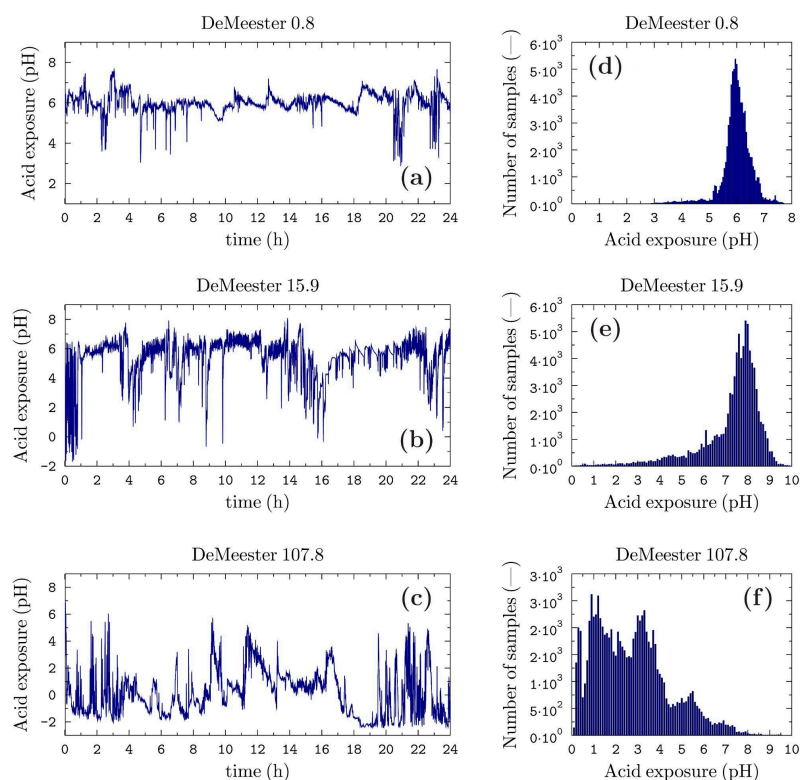 DeMeester 0.8
Acid exposure (pH)
8
6
4
2
(a)
0 2 4 6 8 10 12 14 16 18 20 22 24
time (h)
DeMeester 0.8
Number of samples (—)
6·10³
5·10³
4·10³
3·10³
2·10³
1·10³
0·10⁰
(d)
0 1 2 3 4 5 6 7 8
Acid exposure (pH)
DeMeester 15.9
Acid exposure (pH)
8
6
4
2
0
−2
(b)
0 2 4 6 8 10 12 14 16 18 20 22 24
time (h)
DeMeester 15.9
Number of samples (—)
6·10³
5·10³
4·10³
3·10³
2·10³
1·10³
0·10⁰
(e)
0 1 2 3 4 5 6 7 8 9 10
Acid exposure (pH)
DeMeester 107.8
Acid exposure (pH)
8
6
4
2
0
−2
(c)
0 2 4 6 8 10 12 14 16 18 20 22 24
time (h)
DeMeester 107.8
Number of samples (—)
3·10³
2·10³
2·10³
1·10³
5·10²
0·10⁰
(f)
0 1 2 3 4 5 6 7 8 9 10
Acid exposure (pH)